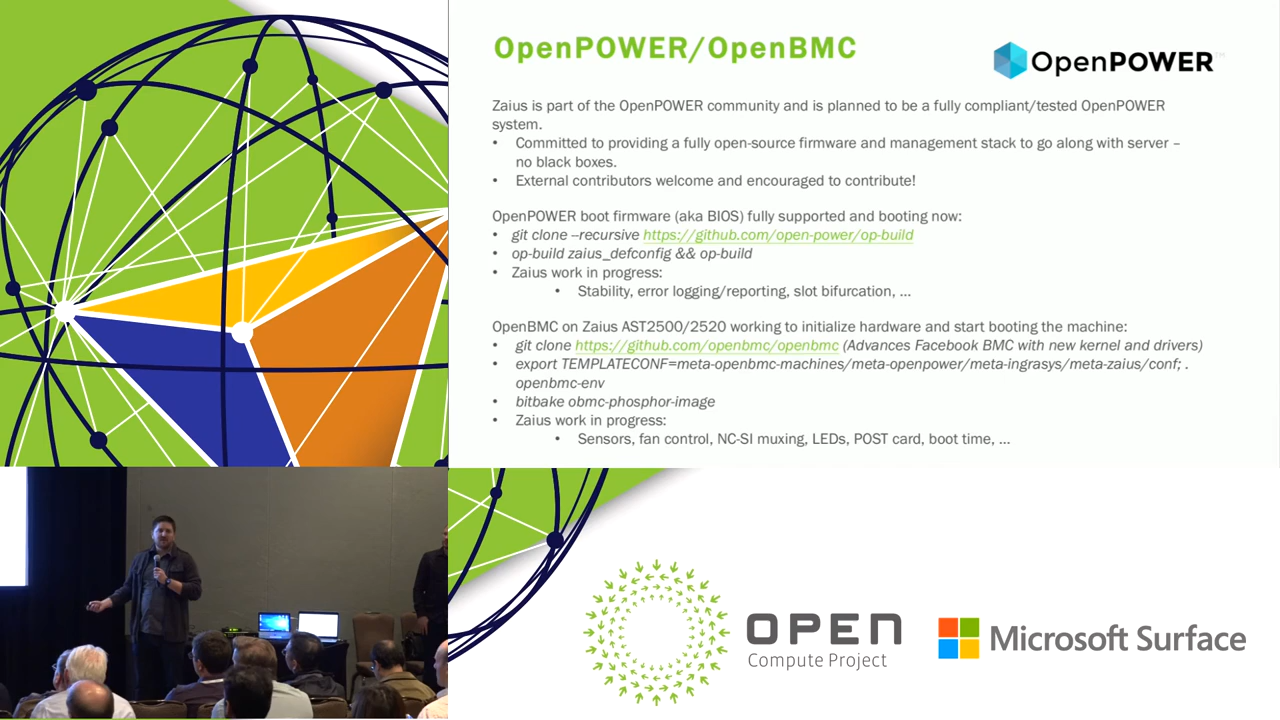 OpenPOWER/OpenBMC
OpenPOWER™
Zaius is part of the OpenPOWER community and is planned to be a fully compliant/tested OpenPOWER
system.
• Committed to providing a fully open-source firmware and management stack to go along with server –
no black boxes.
• External contributors welcome and encouraged to contribute!
OpenPOWER boot firmware (aka BIOS) fully supported and booting now:
• git clone --recursive https://github.com/open-power/op-build
• op-build zaius_defconfig && op-build
• Zaius work in progress:
• Stability, error logging/reporting, slot bifurcation, ...
OpenBMC on Zaius AST2500/2520 working to initialize hardware and start booting the machine:
• git clone https://github.com/openbmc/openbmc (Advances Facebook BMC with new kernel and drivers)
• export TEMPLATECONF=meta-openbmc-machines/meta-openpower/meta-ingrasys/meta-zaius/conf; .
openbmc-env
• bitbake obmc-phosphor-image
• Zaius work in progress:
• Sensors, fan control, NC-SI muxing, LEDs, POST card, boot time, ...
OPEN
Compute Project
Microsoft Surface